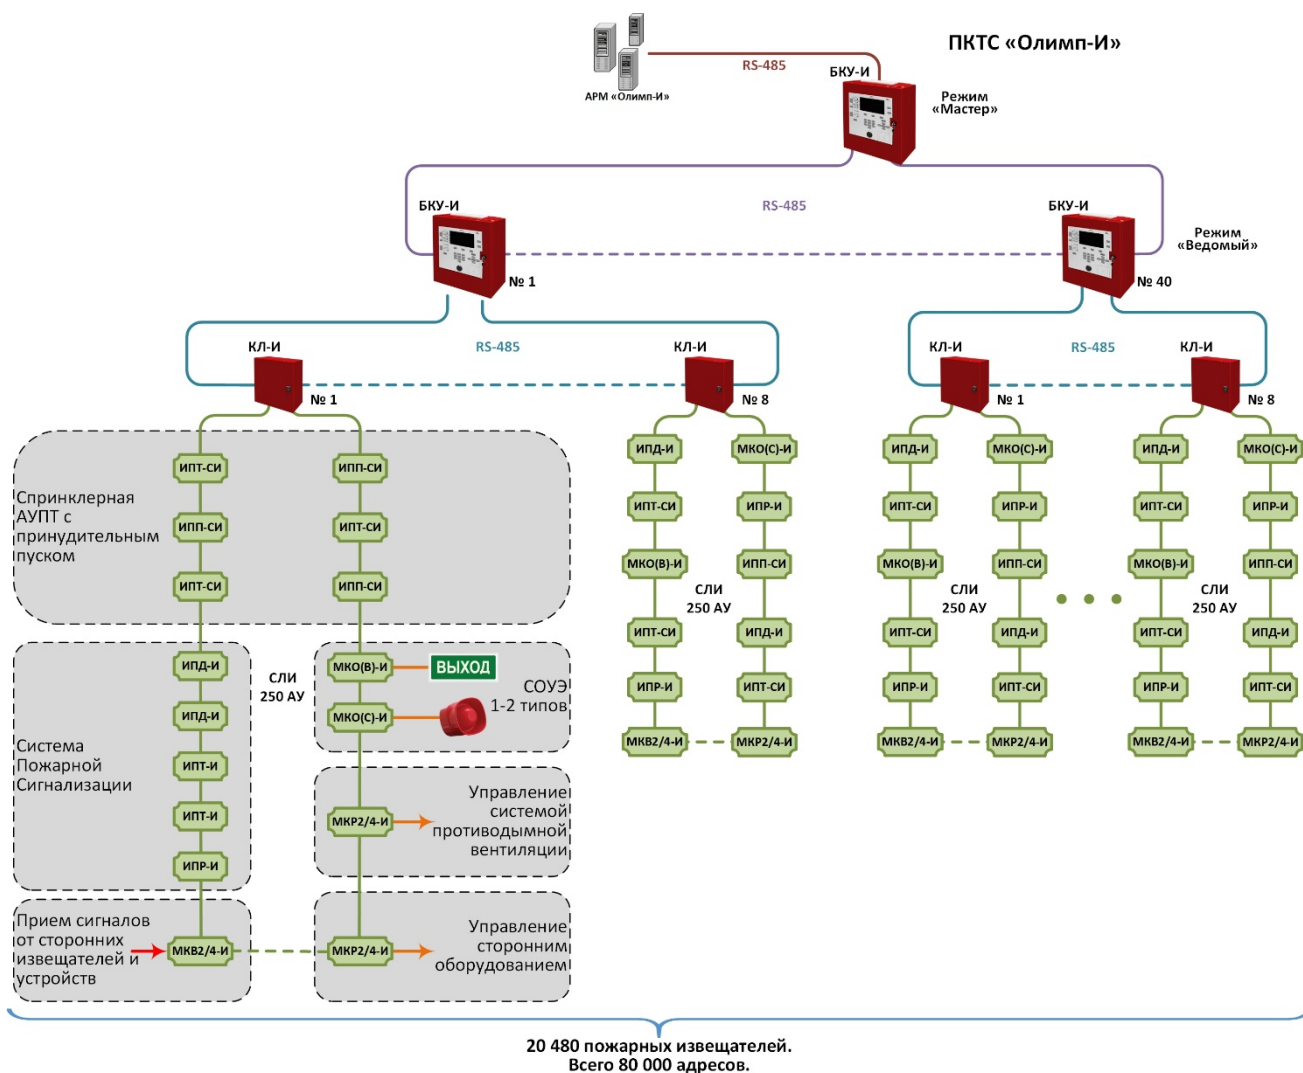 ПКТС «Олимп-И»
RS-485
БКУ-И
АРМ «Олимп-И»
Режим
«Мастер»
RS-485
БКУ-И
№ 1
БКУ-И
№ 40
Режим
«Ведомый»
RS-485
КЛ-И
№ 1
КЛ-И
№ 8
RS-485
КЛ-И
№ 1
КЛ-И
№ 8
Спринклерная
АУПТ с
принудительным
пуском
ИПТ-СИ
ИПП-СИ
ИПТ-СИ
ИПП-СИ
ИПТ-СИ
ИПП-СИ
Система
Пожарной
Сигнализации
ИПД-И
ИПД-И
ИПТ-И
ИПТ-И
ИПР-И
СЛИ
250 АУ
МКО(В)-И
ВЫХОД
МКО(С)-И
СОУЭ
1-2 типов
МКР2/4-И
Управление
системой
противодымной
вентиляции
Прием сигналов
от сторонних
извещателей и
устройств
МКВ2/4-И
МКР2/4-И
Управление
сторонним
оборудованием
ИПД-И
ИПТ-СИ
МКО(В)-И
ИПТ-СИ
ИПР-И
МКВ2/4-И
СЛИ
250 АУ
МКО(С)-И
ИПР-И
ИПП-СИ
ИПД-И
ИПТ-СИ
МКР2/4-И
ИПД-И
ИПТ-СИ
МКО(В)-И
ИПТ-СИ
ИПР-И
МКВ2/4-И
СЛИ
250 АУ
МКО(С)-И
ИПР-И
ИПП-СИ
ИПД-И
ИПТ-СИ
МКР2/4-И
ИПД-И
ИПТ-СИ
МКО(В)-И
ИПТ-СИ
ИПР-И
МКВ2/4-И
СЛИ
250 АУ
МКО(С)-И
ИПР-И
ИПП-СИ
ИПД-И
ИПТ-СИ
МКР2/4-И
20 480 пожарных извещателей.
Всего 80 000 адресов.